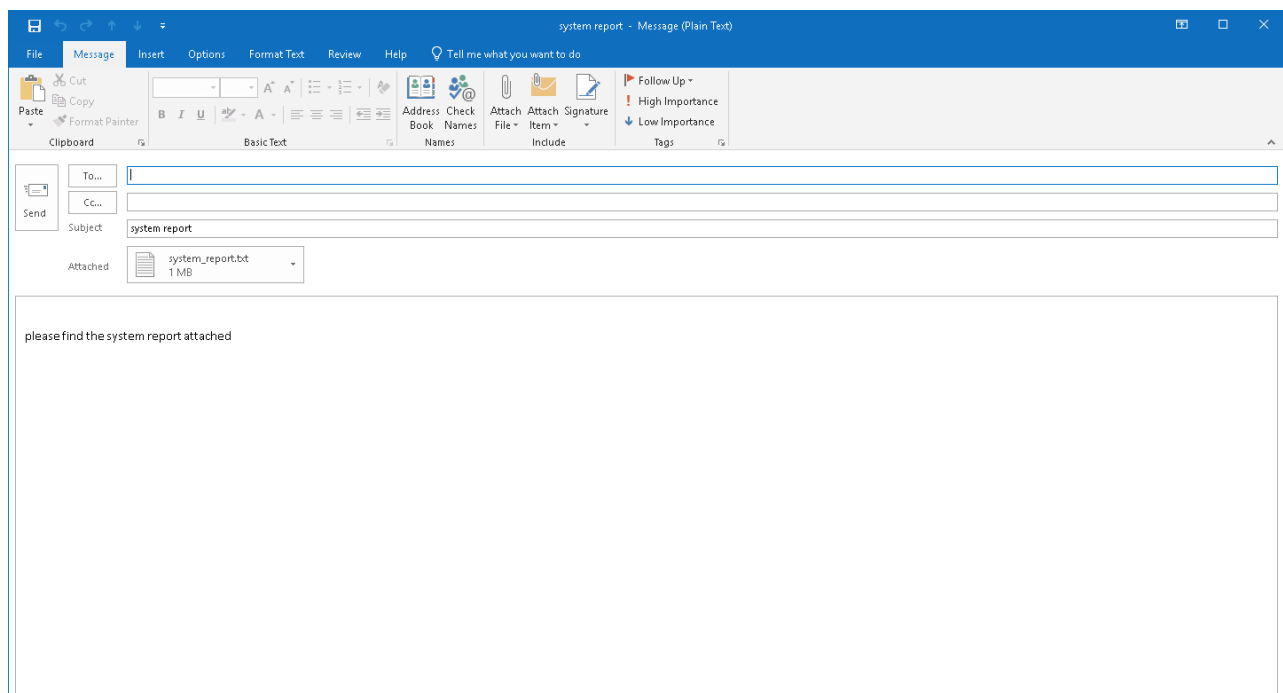 system report - Message (Plain Text)
File Message Insert Options Format Text Review Help Tell me what you want to do
Paste
Cut
Copy
Format Painter
Clipboard
A A
B I U aby A
Basic Text
Address Book
Check Names
Names
Attach File
Attach Item
Signature
Include
Follow Up
! High Importance
Low Importance
Tags
Send
To...
Cc...
Subject system report
Attached system_report.txt
1 MB
please find the system report attached